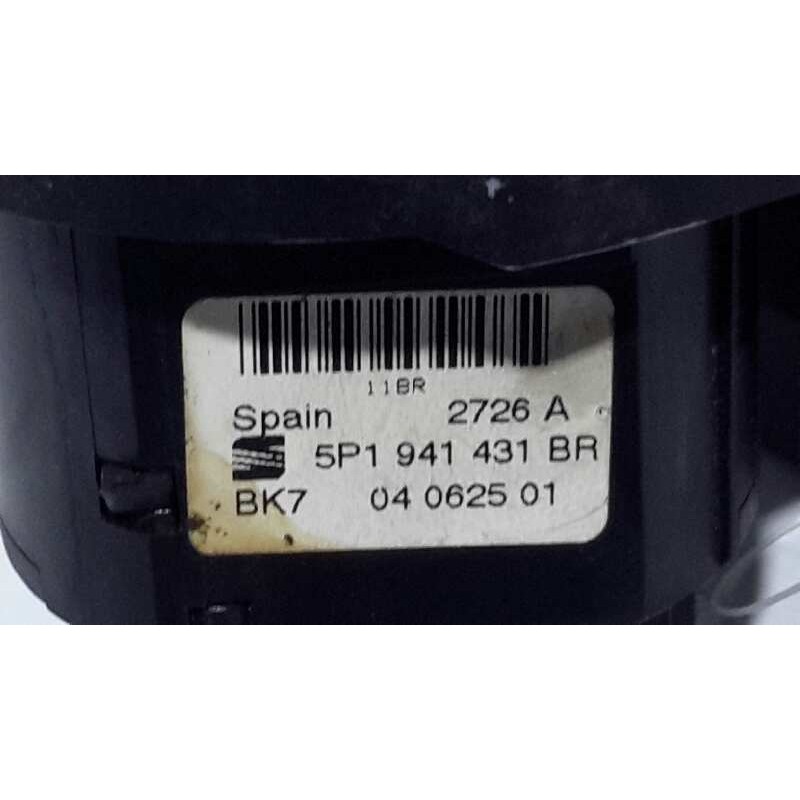 11BR
Spain 2726 A
5P1 941 431 BR
BK7 04 0625 01